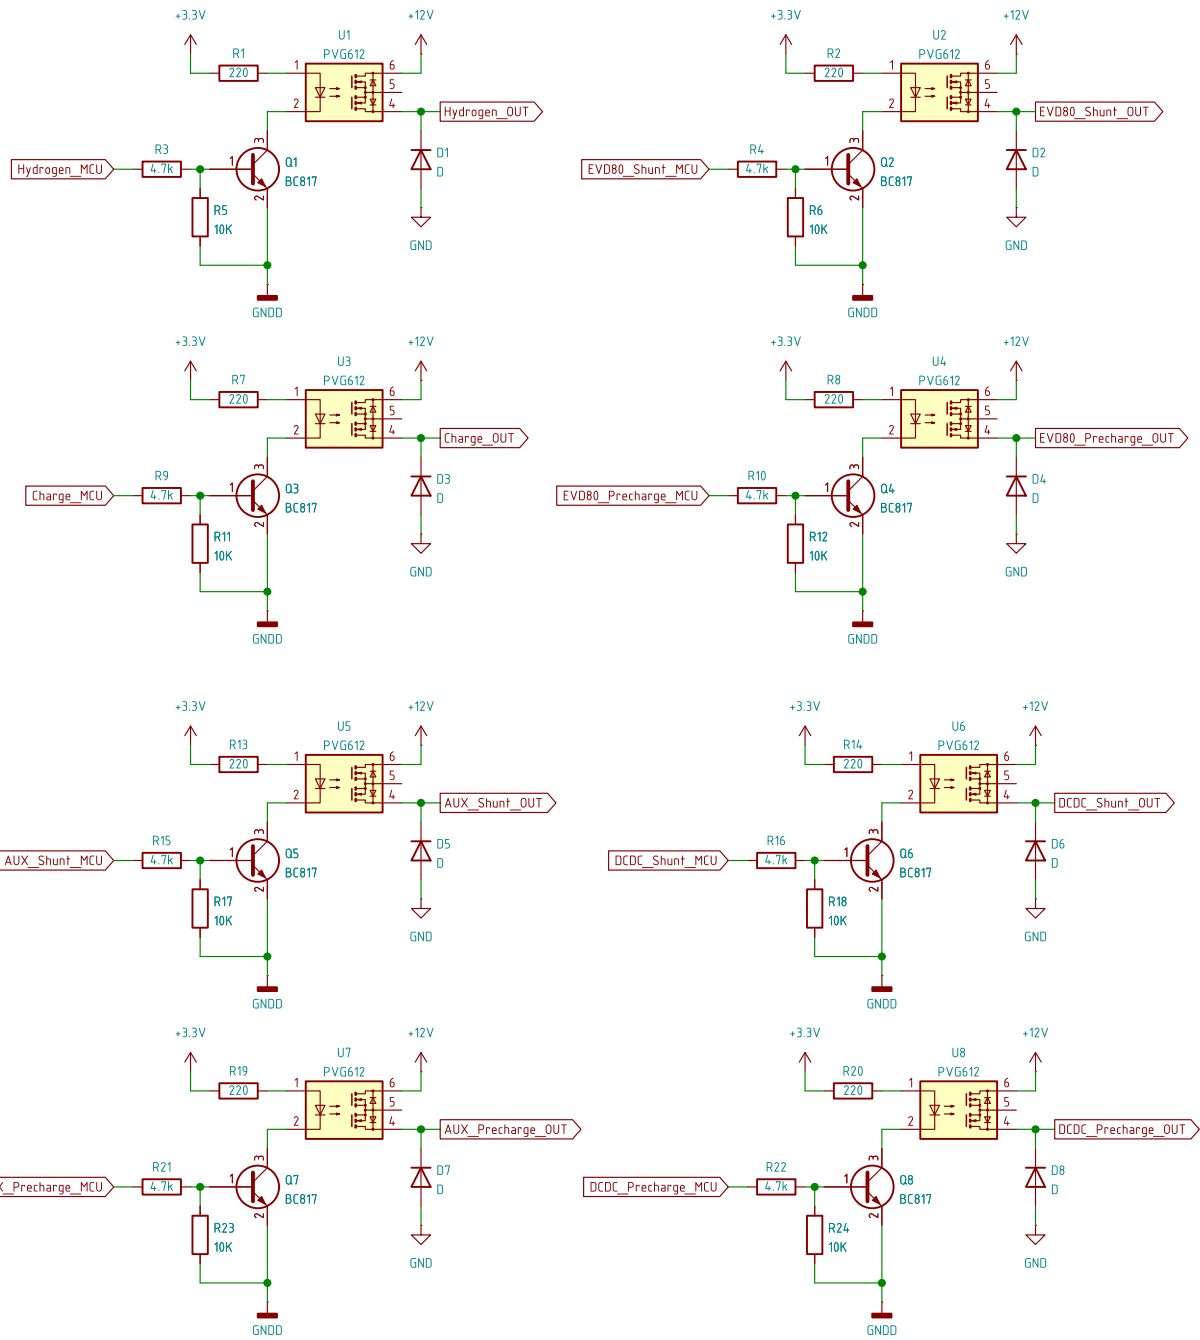 +3.3V
+12V
U1
PVG612
R1
220
1
2
6
5
4
Hydrogen_OUT
Hydrogen_MCU
R3
4.7k
1
3
2
Q1
BC817
R5
10K
D1
D
GND
GNDD
+3.3V
+12V
U2
PVG612
R2
220
1
2
6
5
4
EVD80_Shunt_OUT
EVD80_Shunt_MCU
R4
4.7k
1
3
2
Q2
BC817
R6
10K
D2
D
GND
GNDD
+3.3V
+12V
U3
PVG612
R7
220
1
2
6
5
4
Charge_OUT
Charge_MCU
R9
4.7k
1
3
2
Q3
BC817
R11
10K
D3
D
GND
GNDD
+3.3V
+12V
U4
PVG612
R8
220
1
2
6
5
4
EVD80_Precharge_OUT
EVD80_Precharge_MCU
R10
4.7k
1
3
2
Q4
BC817
R12
10K
D4
D
GND
GNDD
+3.3V
+12V
U5
PVG612
R13
220
1
2
6
5
4
AUX_Shunt_OUT
AUX_Shunt_MCU
R15
4.7k
1
3
2
Q5
BC817
R17
10K
D5
D
GND
GNDD
+3.3V
+12V
U6
PVG612
R14
220
1
2
6
5
4
DCDC_Shunt_OUT
DCDC_Shunt_MCU
R16
4.7k
1
3
2
Q6
BC817
R18
10K
D6
D
GND
GNDD
+3.3V
+12V
U7
PVG612
R19
220
1
2
6
5
4
AUX_Precharge_OUT
X_Precharge_MCU
R21
4.7k
1
3
2
Q7
BC817
R23
10K
D7
D
GND
GNDD
+3.3V
+12V
U8
PVG612
R20
220
1
2
6
5
4
DCDC_Precharge_OUT
DCDC_Precharge_MCU
R22
4.7k
1
3
2
Q8
BC817
R24
10K
D8
D
GND
GNDD